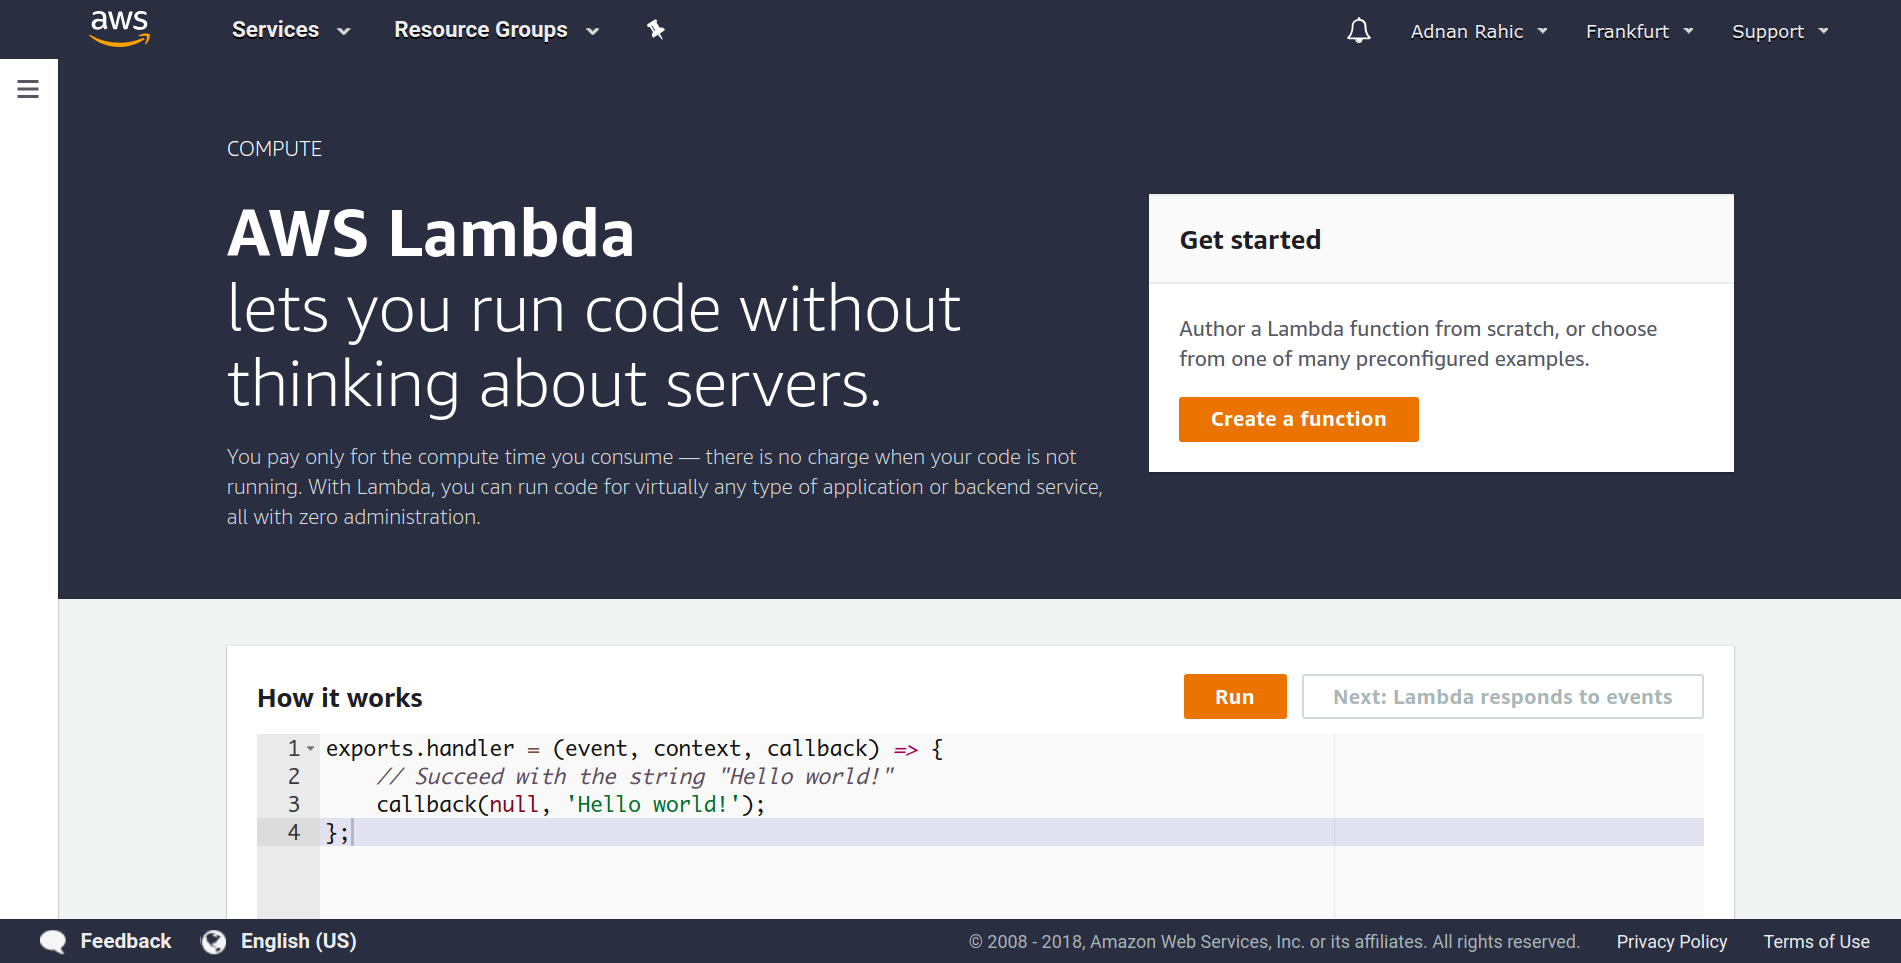 aws
Services
Resource Groups
Adnan Rahic
Frankfurt
Support
COMPUTE
AWS Lambda
lets you run code without
thinking about servers.
You pay only for the compute time you consume — there is no charge when your code is not
running. With Lambda, you can run code for virtually any type of application or backend service,
all with zero administration.
Get started
Author a Lambda function from scratch, or choose
from one of many preconfigured examples.
Create a function
How it works
Run
Next: Lambda responds to events
1 exports.handler = (event, context, callback) => {
2     // Succeed with the string "Hello world!"
3     callback(null, 'Hello world!');
4 };
Feedback
English (US)
© 2008 - 2018, Amazon Web Services, Inc. or its affiliates. All rights reserved.
Privacy Policy
Terms of Use